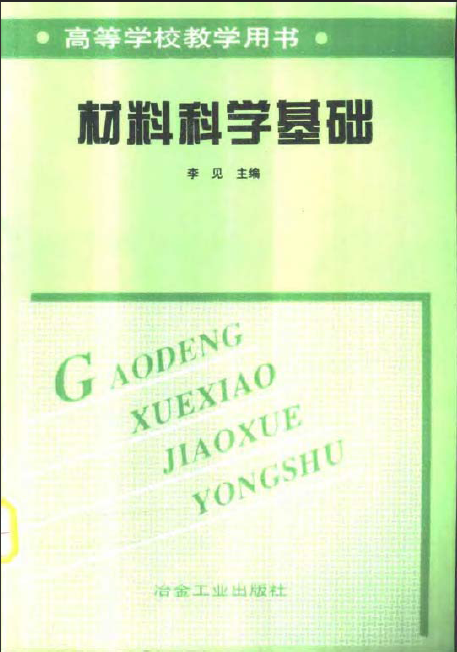 • 高等学校教学用书 •
材料科学基础
李 见 主编
GAODENG
XUEXIAO
JIAOXUE
YONGSHU
冶金工业出版社